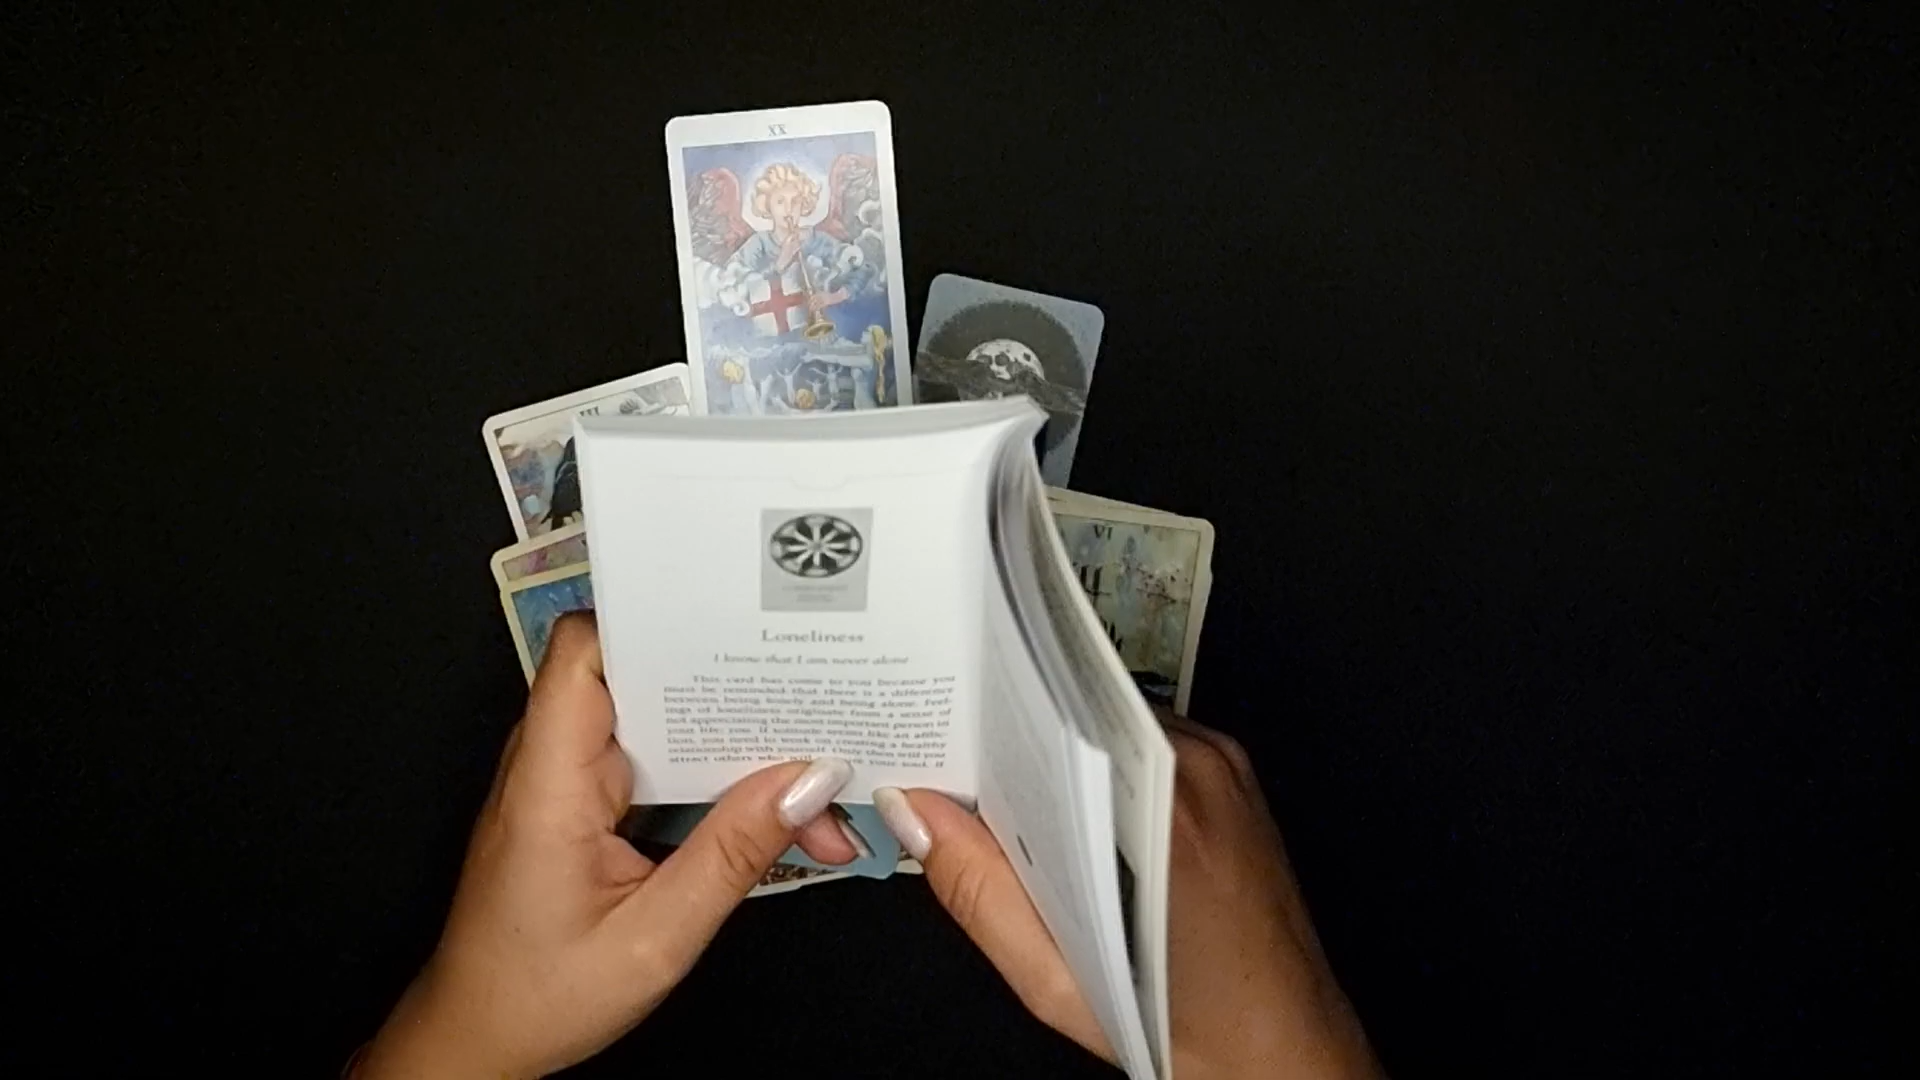 XX
III
VI
Loneliness
I know that I am never alone
This card has come to you because you
must be reminded that there is a difference
between being lonely and being alone. Feel-
ings of loneliness originate from a sense of
not appreciating the most important person in
your life: you. If solitude seems like an afflic-
tion, you need to work on creating a healthy
relationship with yourself. Only then will you
attract others who will your soul. If